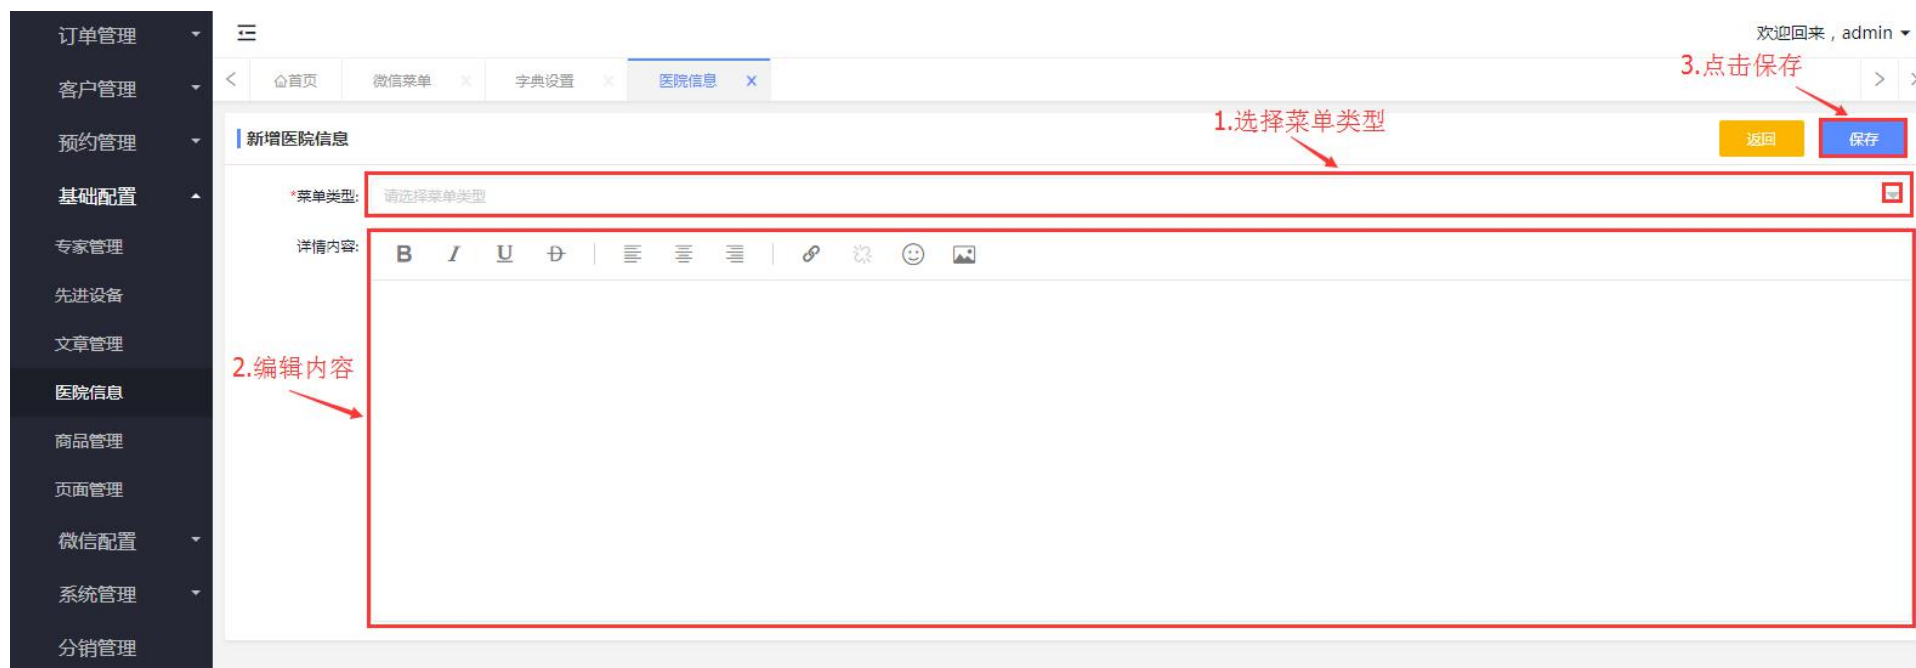 订单管理
客户管理
预约管理
基础配置
专家管理
先进设备
文章管理
医院信息
商品管理
页面管理
微信配置
系统管理
分销管理
欢迎回来，admin
首页 微信菜单 字典设置 医院信息
3.点击保存
1.选择菜单类型
新增医院信息
返回 保存
*菜单类型: 请选择菜单类型
详情内容:
B I U D
2.编辑内容